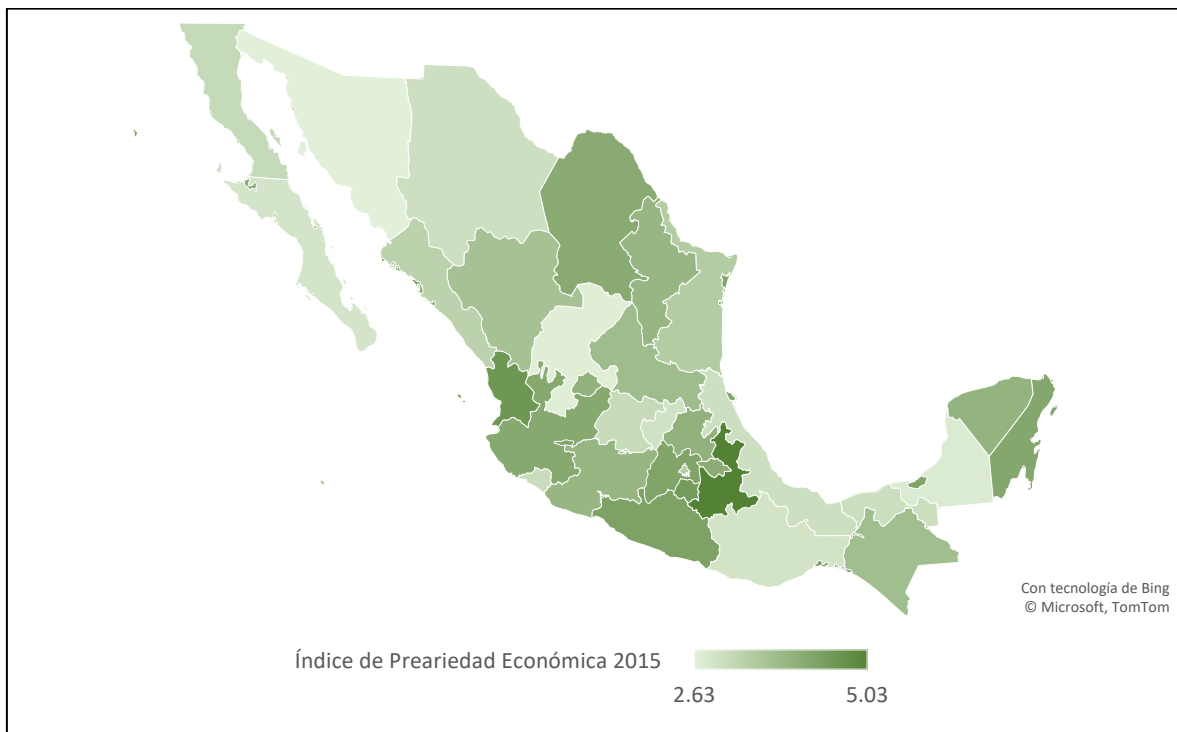 Con tecnología de Bing
© Microsoft, TomTom
Índice de Preariedad Económica 2015
2.63
5.03